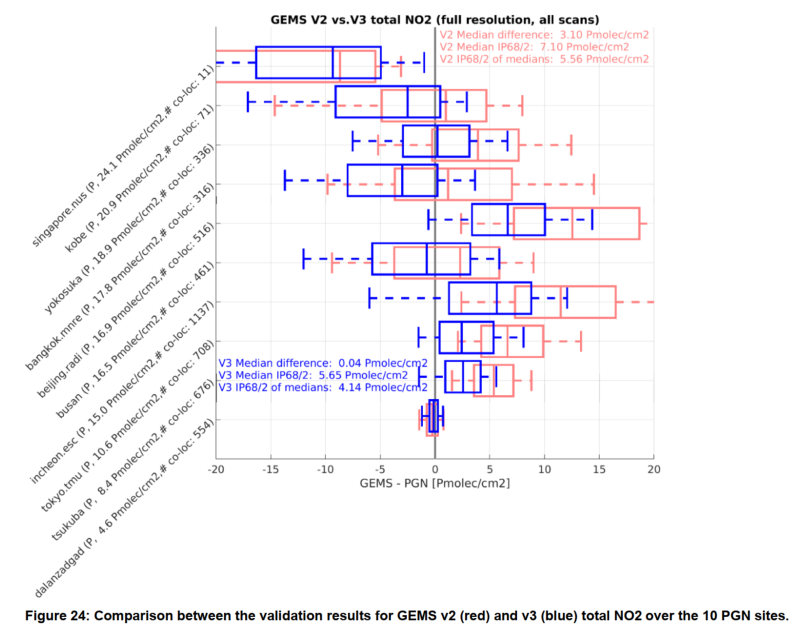 GEMS V2 vs.V3 total NO2 (full resolution, all scans)
V2 Median difference:  3.10 Pmolec/cm2
V2 Median IP68/2:  7.10 Pmolec/cm2
V2 IP68/2 of medians:  5.56 Pmolec/cm2
singapore.nus (P, 24.1 Pmolec/cm2,# co-loc: 11)
kobe (P, 20.9 Pmolec/cm2,# co-loc: 71)
yokosuka (P, 18.9 Pmolec/cm2,# co-loc: 336)
bangkok.mnre (P, 17.8 Pmolec/cm2,# co-loc: 316)
beijing.radi (P, 16.9 Pmolec/cm2,# co-loc: 516)
busan (P, 16.5 Pmolec/cm2,# co-loc: 461)
incheon.esc (P, 15.0 Pmolec/cm2,# co-loc: 1137)
tokyo.tmu (P, 10.6 Pmolec/cm2,# co-loc: 708)
tsukuba (P,  8.4 Pmolec/cm2,# co-loc: 676)
dalanzadgad (P,  4.6 Pmolec/cm2,# co-loc: 554)
V3 Median difference:  0.04 Pmolec/cm2
V3 Median IP68/2:  5.65 Pmolec/cm2
V3 IP68/2 of medians:  4.14 Pmolec/cm2
-20 -15 -10 -5 0 5 10 15 20
GEMS - PGN [Pmolec/cm2]
Figure 24: Comparison between the validation results for GEMS v2 (red) and v3 (blue) total NO2 over the 10 PGN sites.